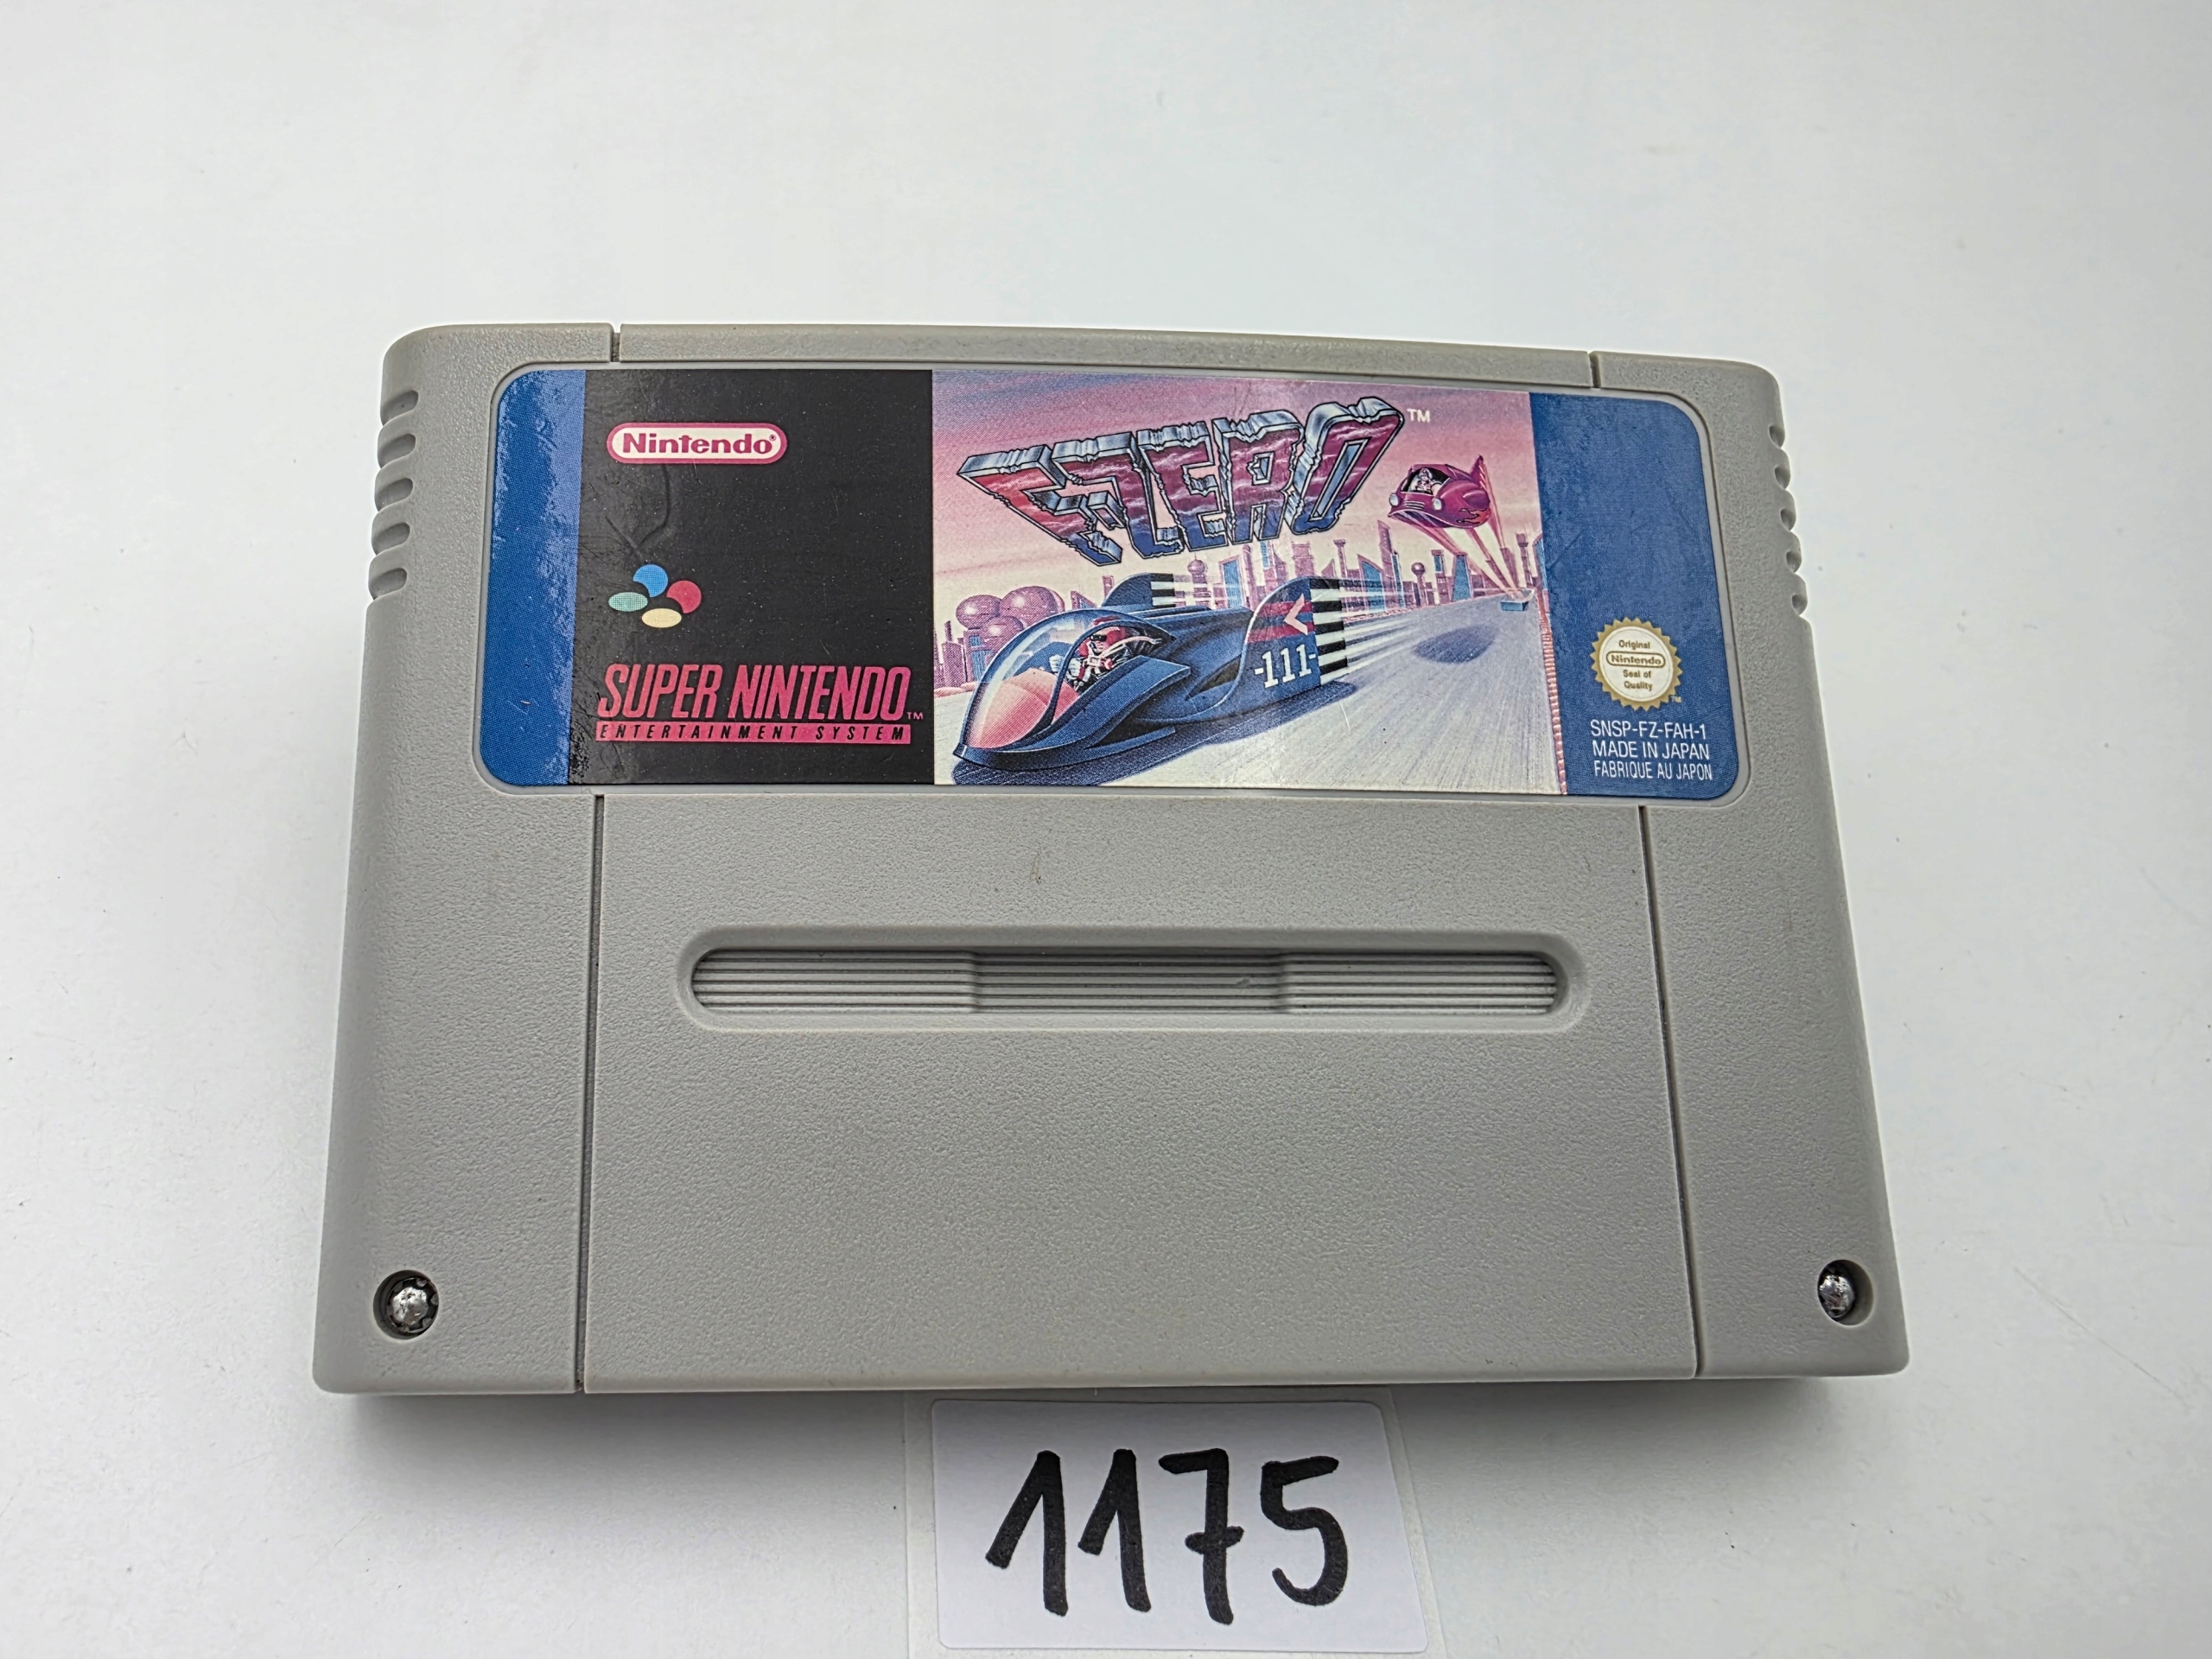 Nintendo®
F-ZERO™
SUPER NINTENDO™
ENTERTAINMENT SYSTEM
-111-
Original
Nintendo
Seal of
Quality
TM
SNSP-FZ-FAH-1
MADE IN JAPAN
FABRIQUE AU JAPON
1175